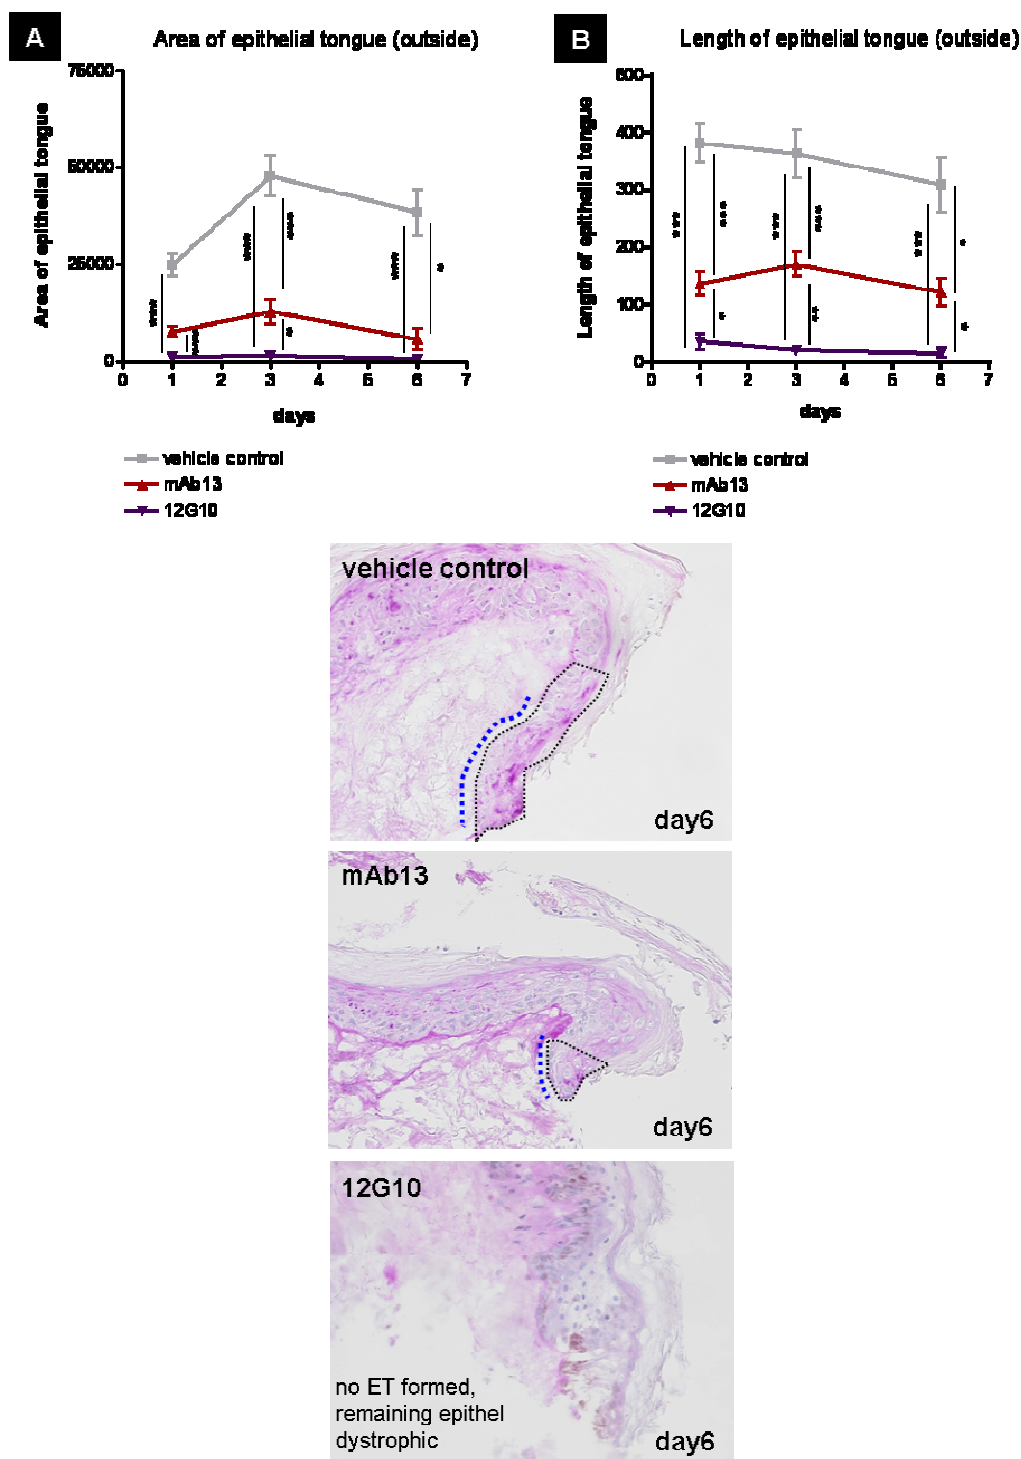 A
Area of epithelial tongue (outside)
Area of epithelial tongue
75000
50000
25000
0
0 1 2 3 4 5 6 7
days
vehicle control
mAb13
12G10
B
Length of epithelial tongue (outside)
Length of epithelial tongue
500
400
300
200
100
0
0 1 2 3 4 5 6 7
days
vehicle control
mAb13
12G10
vehicle control
day6
mAb13
day6
12G10
no ET formed,
remaining epithel
dystrophic
day6